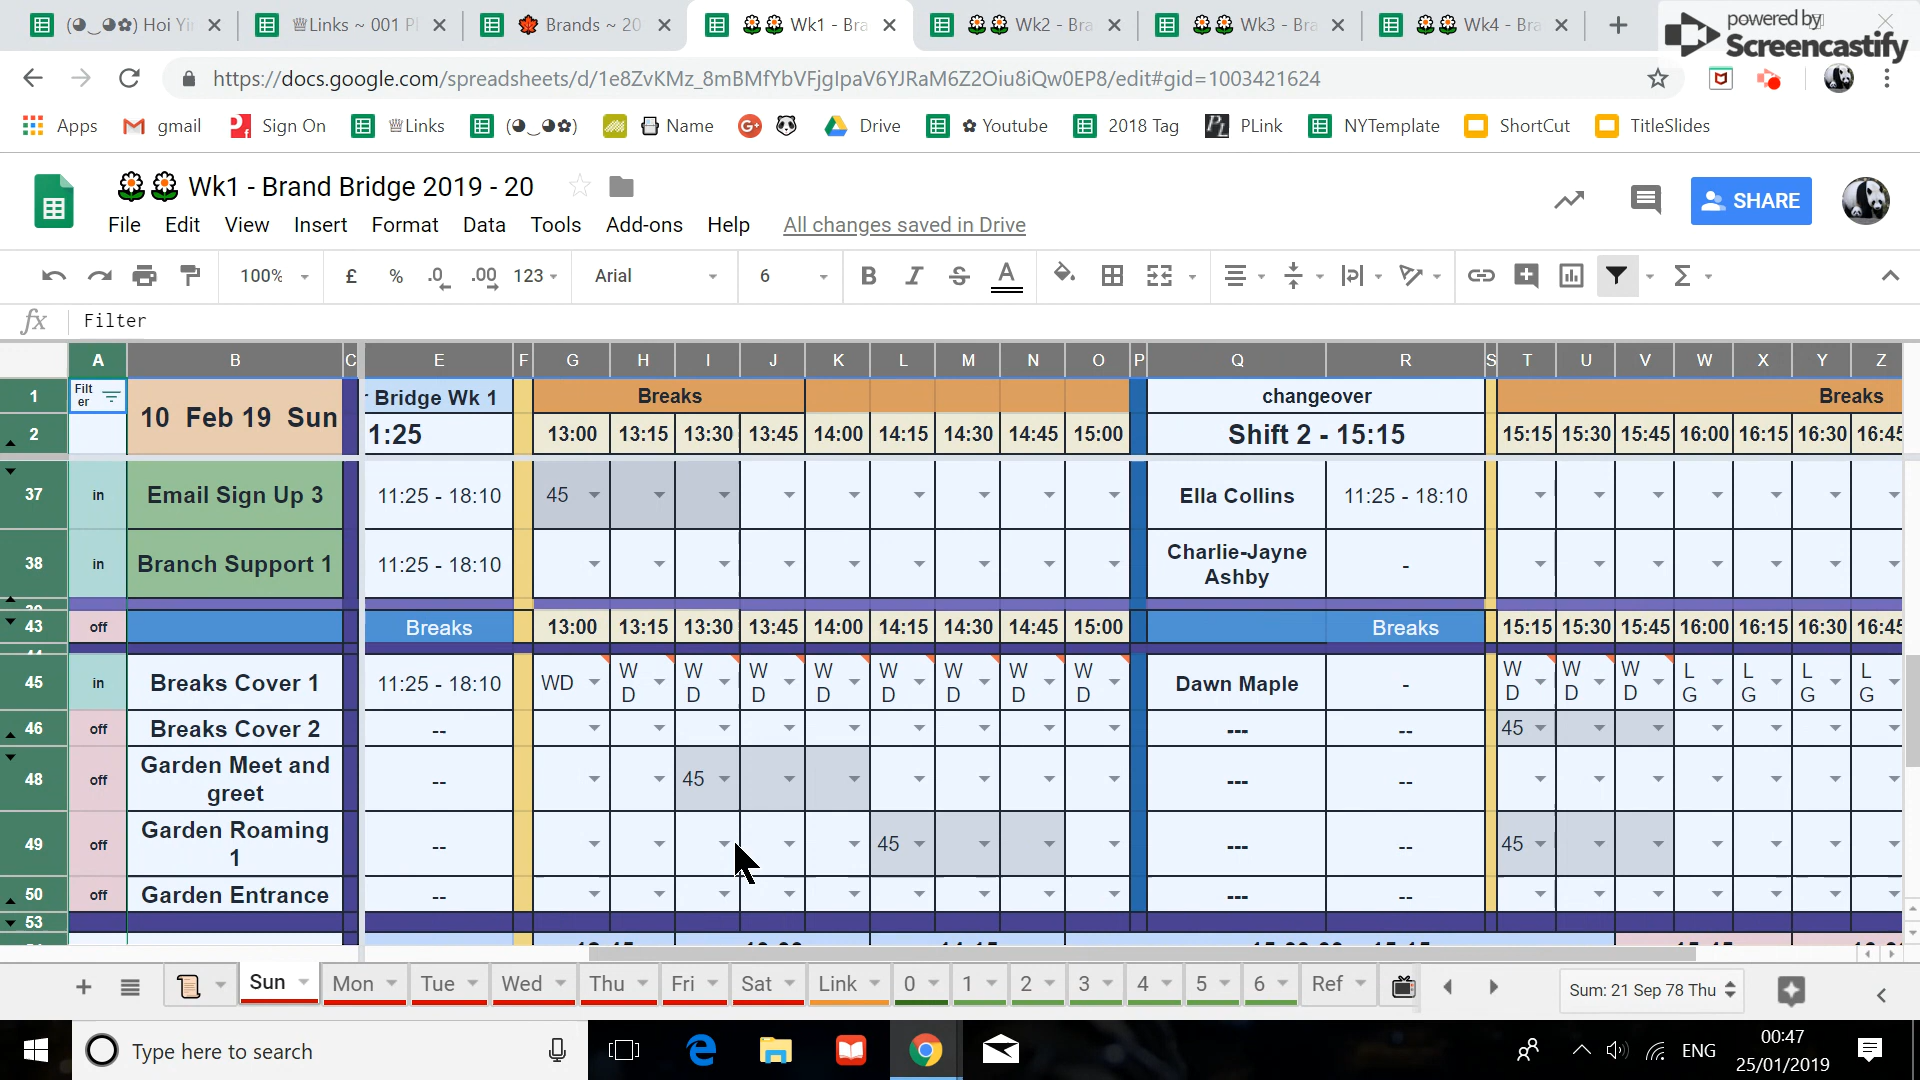 (◕‿◕✿) Hoi Yi
♕Links ~ 001 P
🍁 Brands ~ 20
Wk1 - Bra
Wk2 - Bra
Wk3 - Bra
Wk4 - Bra
powered by
Screencastify
https://docs.google.com/spreadsheets/d/1e8ZvKMz_8mBMfYbVFjgIpaV6YJRaM6Z2Oiu8iQw0EP8/edit#gid=1003421624
Apps gmail Sign On ♕Links (◕‿◕✿) Name Drive ✿ Youtube 2018 Tag PLink NYTemplate ShortCut TitleSlides
Wk1 - Brand Bridge 2019 - 20
SHARE
File Edit View Insert Format Data Tools Add-ons Help All changes saved in Drive
100% £ % .0 .00 123 Arial 6 B I S A Σ
fx Filter
A B C E F G H I J K L M N O P Q R S T U V W X Y Z
1 Filter 10 Feb 19 Sun Bridge Wk 1 Breaks changeover Breaks
2 1:25 13:00 13:15 13:30 13:45 14:00 14:15 14:30 14:45 15:00 Shift 2 - 15:15 15:15 15:30 15:45 16:00 16:15 16:30 16:45
37 in Email Sign Up 3 11:25 - 18:10 45 Ella Collins 11:25 - 18:10
38 in Branch Support 1 11:25 - 18:10 Charlie-Jayne Ashby -
43 off Breaks 13:00 13:15 13:30 13:45 14:00 14:15 14:30 14:45 15:00 Breaks 15:15 15:30 15:45 16:00 16:15 16:30 16:45
45 in Breaks Cover 1 11:25 - 18:10 WD WD WD WD WD WD WD WD WD Dawn Maple - WD WD WD LG LG LG LG
46 off Breaks Cover 2 -- --- -- 45
48 off Garden Meet and greet -- 45 --- --
49 off Garden Roaming 1 -- 45 --- -- 45
50 off Garden Entrance -- --- --
53
Sun Mon Tue Wed Thu Fri Sat Link 0 1 2 3 4 5 6 Ref
Sum: 21 Sep 78 Thu
Type here to search
ENG
00:47
25/01/2019